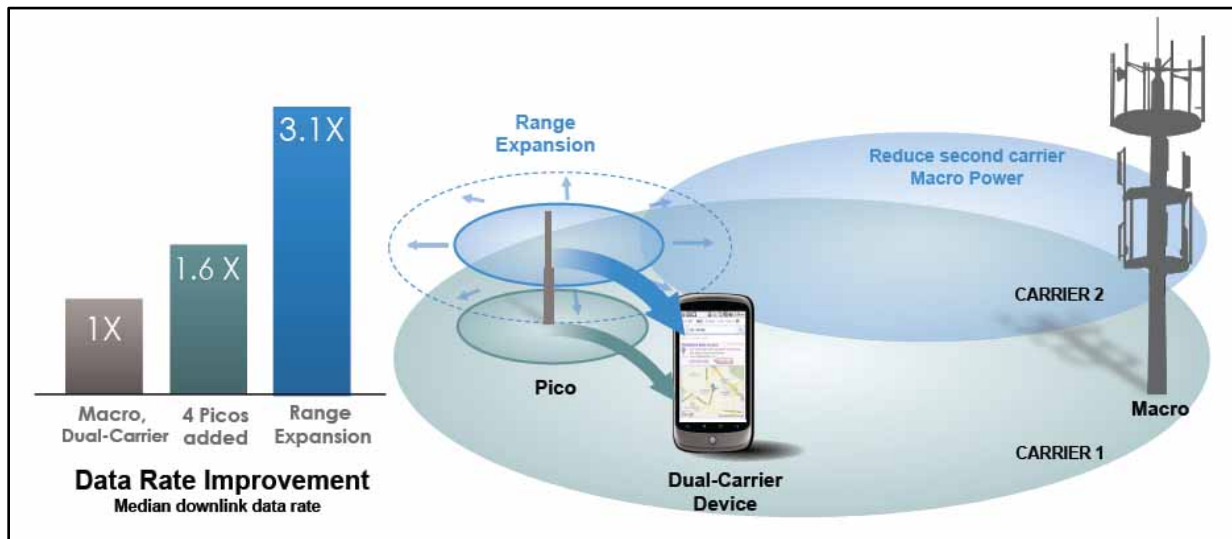 3.1X
1.6 X
1X
Macro,
Dual-Carrier
4 Picos
added
Range
Expansion
Data Rate Improvement
Median downlink data rate
Range
Expansion
Reduce second carrier
Macro Power
CARRIER 2
Pico
Macro
CARRIER 1
Dual-Carrier
Device